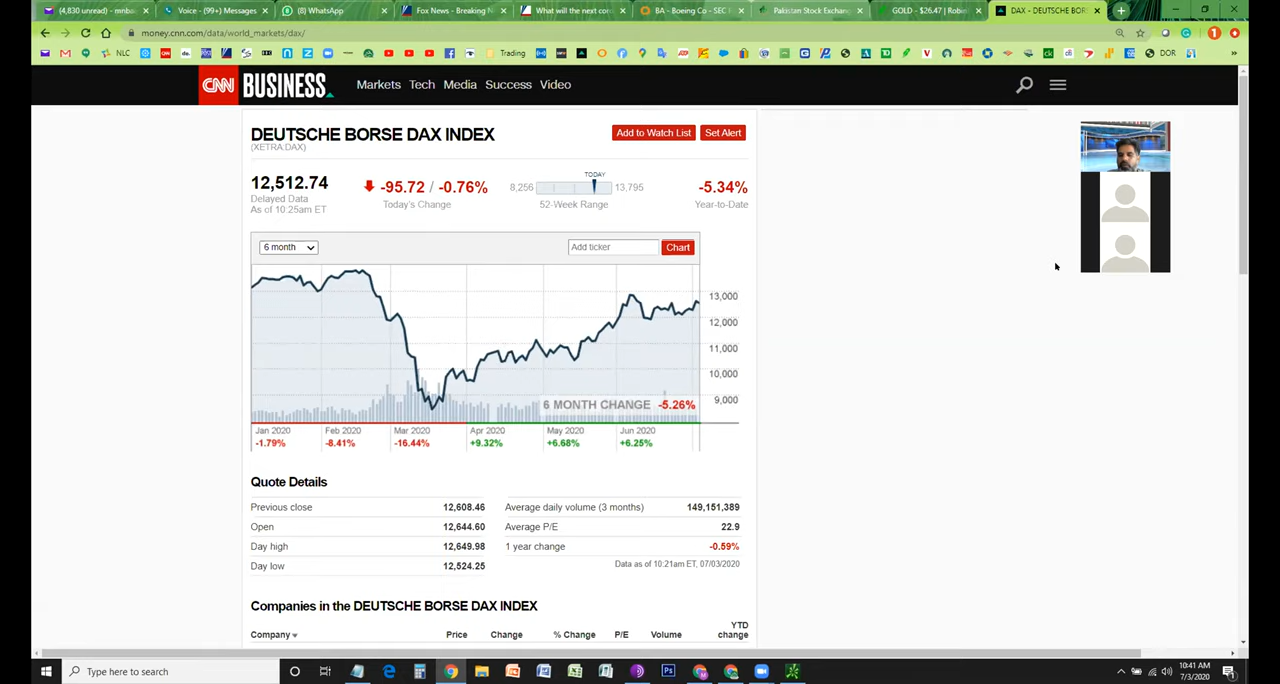 (4,830 unread) - mnbo
Voice - (99+) Messages
(8) WhatsApp
Fox News - Breaking N
What will the next con
BA - Boeing Co - SEC
Pakistan Stock Exchan
GOLD - $26.47 | Robin
DAX - DEUTSCHE BOR
money.cnn.com/data/world_markets/dax/
NLC
Trading
DOR
CNN BUSINESS
Markets Tech Media Success Video
DEUTSCHE BORSE DAX INDEX
(XETRA.DAX)
Add to Watch List
Set Alert
12,512.74
Delayed Data
As of 10:25am ET
-95.72 / -0.76%
Today's Change
TODAY
8,256 13,795
52-Week Range
-5.34%
Year-to-Date
6 month
Add ticker
Chart
13,000
12,000
11,000
10,000
9,000
6 MONTH CHANGE -5.26%
Jan 2020 Feb 2020 Mar 2020 Apr 2020 May 2020 Jun 2020
-1.79% -8.41% -16.44% +9.32% +6.68% +6.25%
Quote Details
Previous close 12,608.46 Average daily volume (3 months) 149,151,389
Open 12,644.60 Average P/E 22.9
Day high 12,649.98 1 year change -0.59%
Day low 12,524.25 Data as of 10:21am ET, 07/03/2020
Companies in the DEUTSCHE BORSE DAX INDEX
Company Price Change % Change P/E Volume YTD change
Type here to search
10:41 AM
7/3/2020